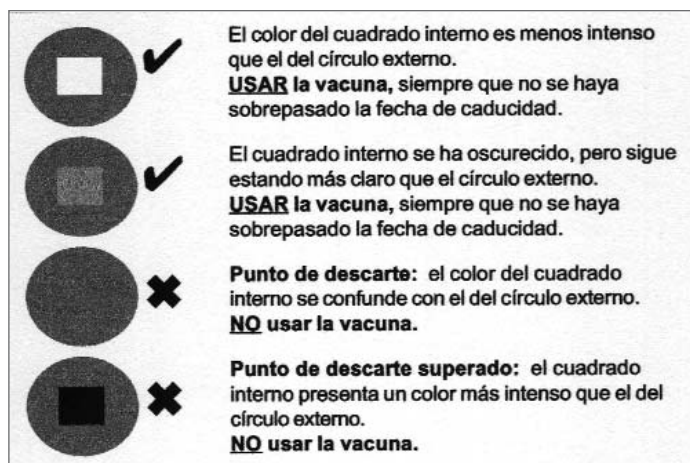 El color del cuadrado interno es menos intenso
que el del círculo externo.
USAR la vacuna, siempre que no se haya
sobrepasado la fecha de caducidad.
El cuadrado interno se ha oscurecido, pero sigue
estando más claro que el círculo externo.
USAR la vacuna, siempre que no se haya
sobrepasado la fecha de caducidad.
Punto de descarte: el color del cuadrado
interno se confunde con el del círculo externo.
NO usar la vacuna.
Punto de descarte superado: el cuadrado
interno presenta un color más intenso que el del
círculo externo.
NO usar la vacuna.